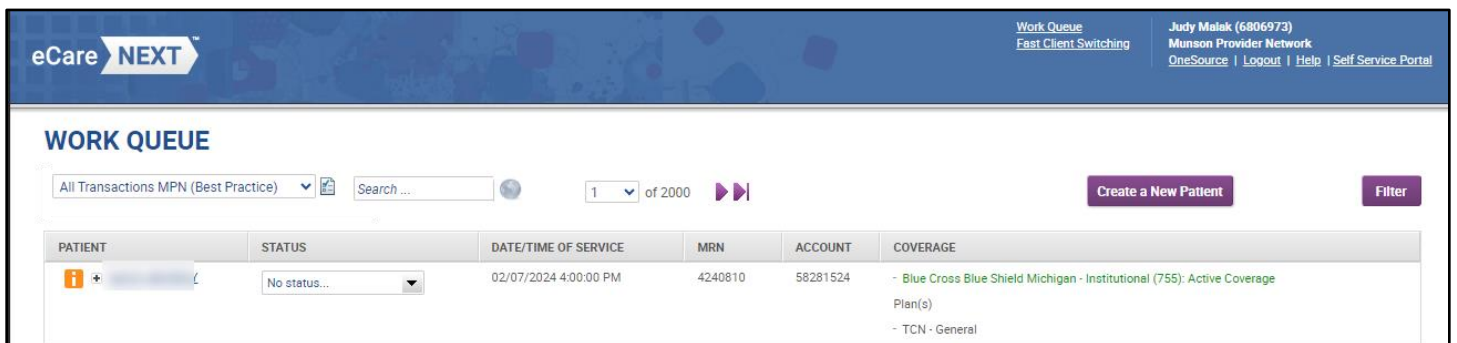 eCare NEXT™
Work Queue
Fast Client Switching
Judy Malak (6806973)
Munson Provider Network
OneSource | Logout | Help | Self Service Portal
WORK QUEUE
All Transactions MPN (Best Practice)
Search ...
1 of 2000
Create a New Patient
Filter
PATIENT STATUS DATE/TIME OF SERVICE MRN ACCOUNT COVERAGE
No status... 02/07/2024 4:00:00 PM 4240810 58281524 - Blue Cross Blue Shield Michigan - Institutional (755): Active Coverage
Plan(s)
- TCN - General